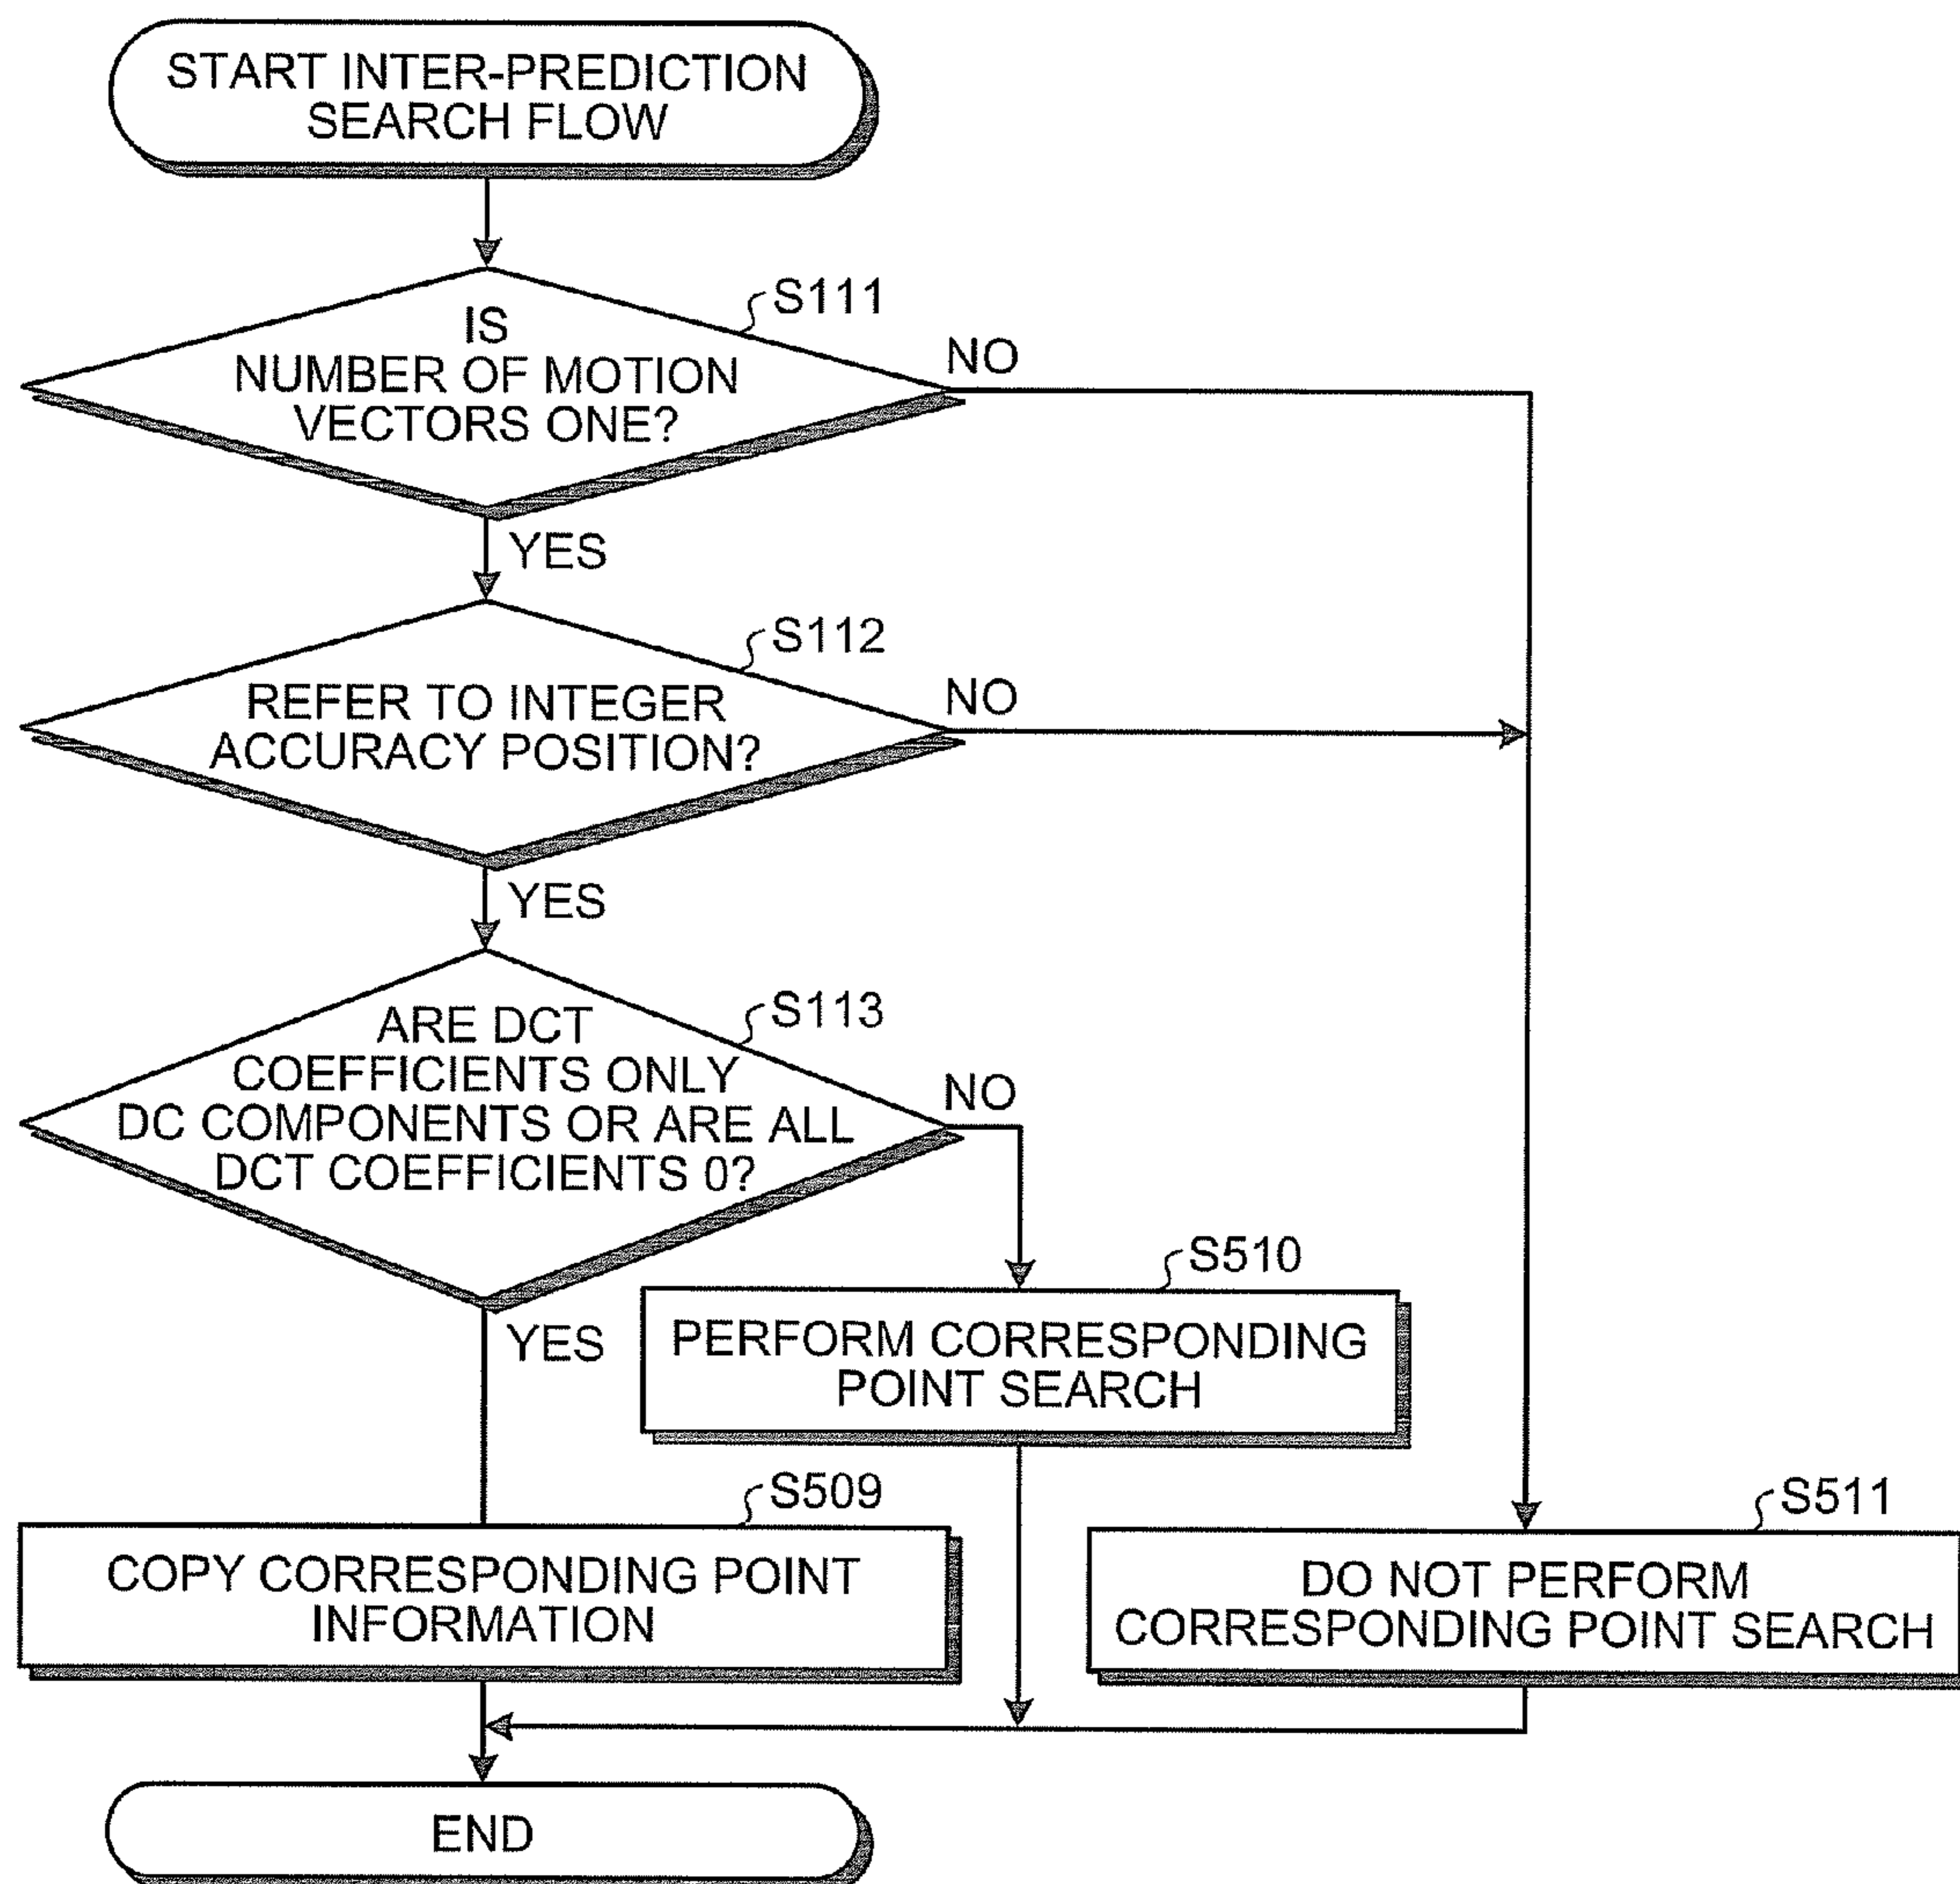 START INTER-PREDICTION
SEARCH FLOW
S111
IS
NUMBER OF MOTION
VECTORS ONE?
NO
YES
S112
REFER TO INTEGER
ACCURACY POSITION?
NO
YES
S113
ARE DCT
COEFFICIENTS ONLY
DC COMPONENTS OR ARE ALL
DCT COEFFICIENTS 0?
NO
YES
S510
PERFORM CORRESPONDING
POINT SEARCH
S509
COPY CORRESPONDING POINT
INFORMATION
S511
DO NOT PERFORM
CORRESPONDING POINT SEARCH
END